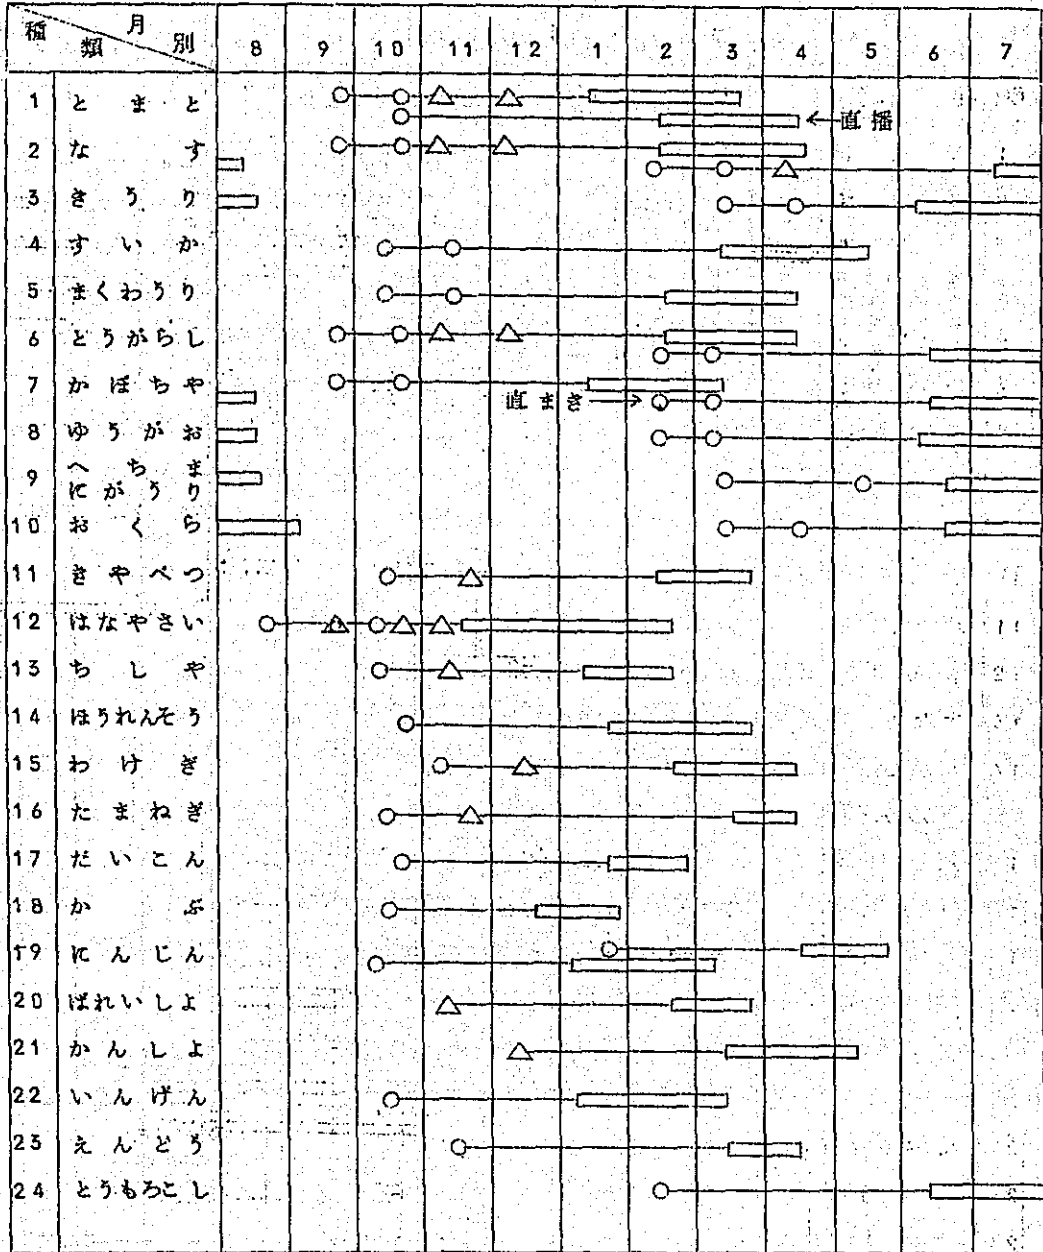 種類 月別 8 9 10 11 12 1 2 3 4 5 6 7
1 とまと
←直播
2 なす
3 きうり
4 すいか
5 まくわうり
6 とうがらし
7 かぼちや
直まき→
8 ゆうがお
9 へちま
にがうり
10 おくら
11 きやべつ
12 はなやさい
13 ちしや
14 ほうれんそう
15 わけぎ
16 たまねぎ
17 だいこん
18 かぶ
19 にんじん
20 ばれいしよ
21 かんしよ
22 いんげん
23 えんどう
24 とうもろこし